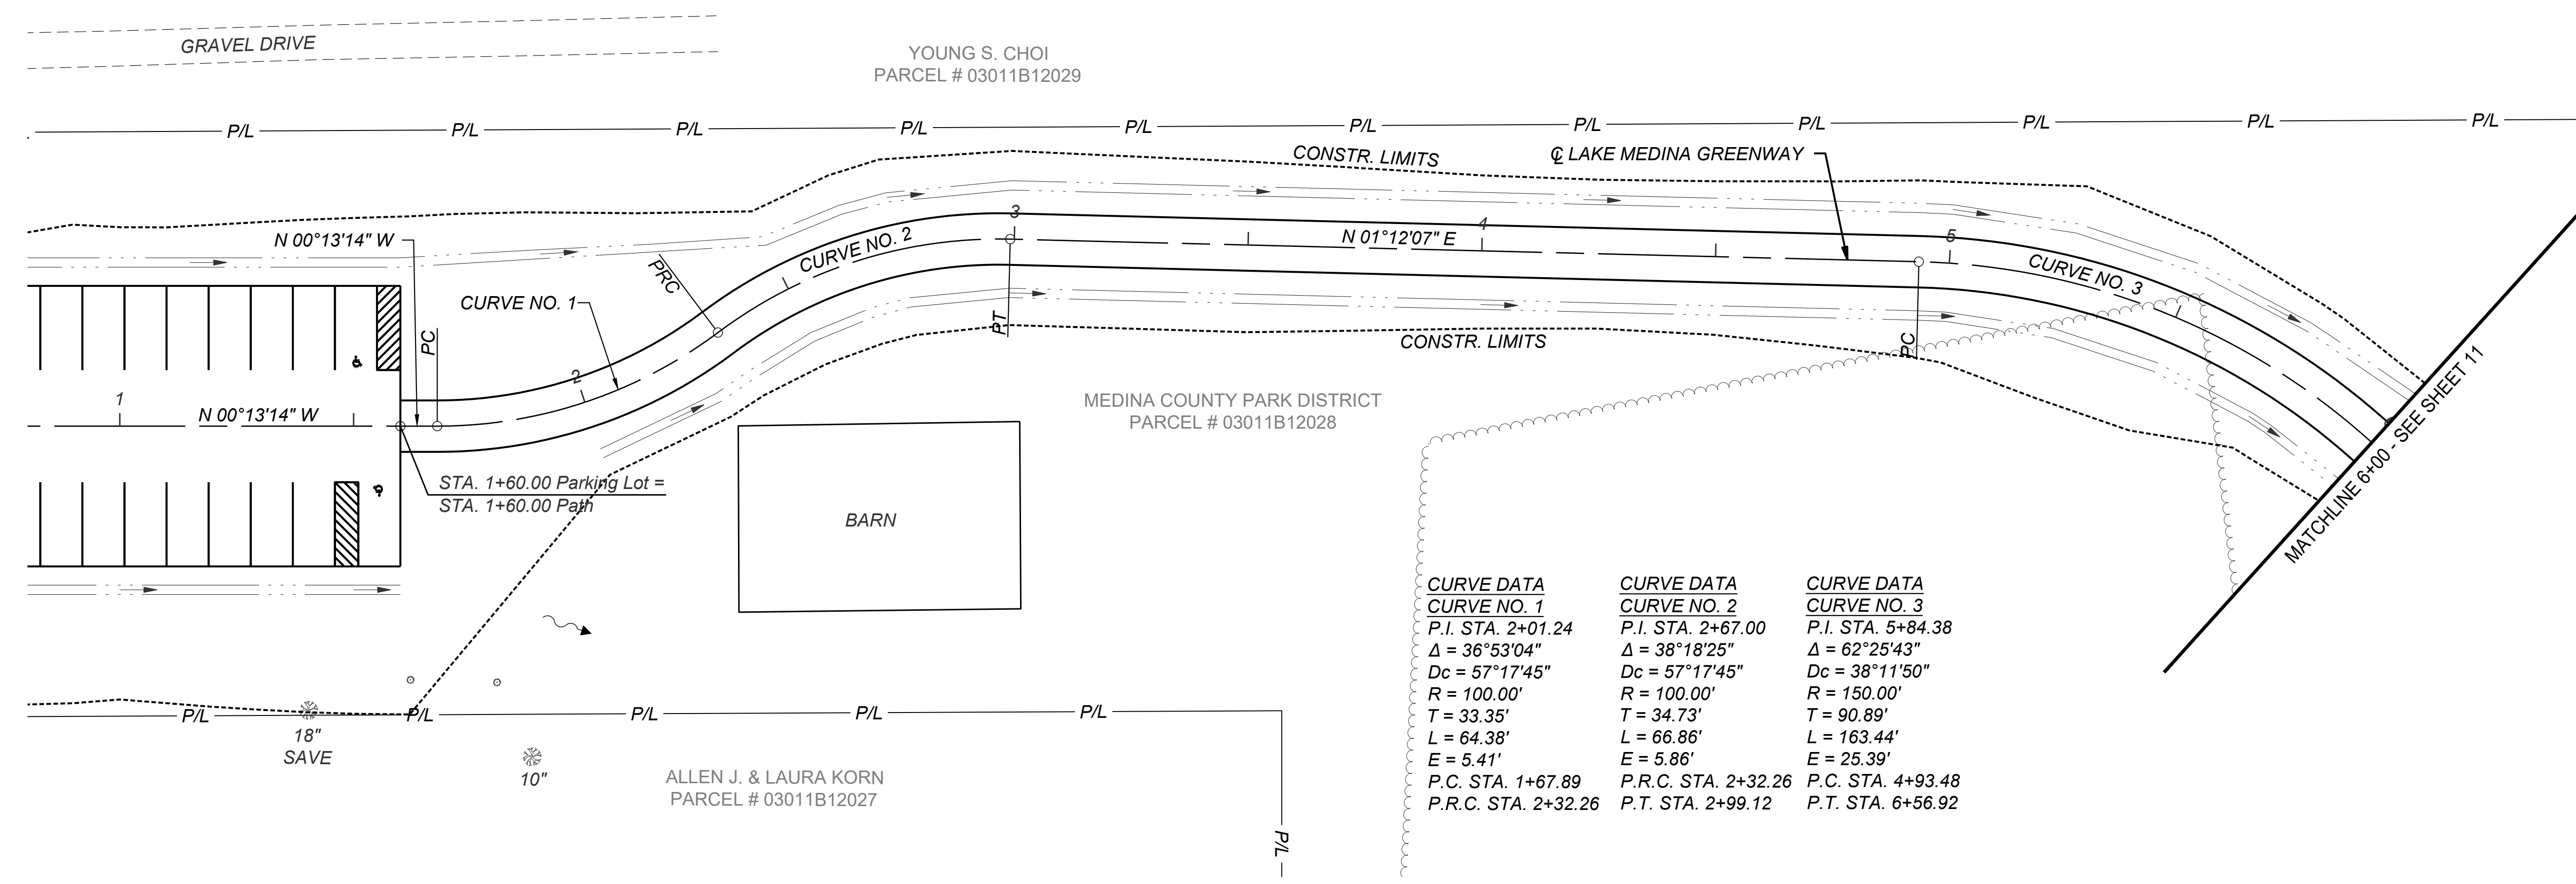 GRAVEL DRIVE
YOUNG S. CHOI
PARCEL # 03011B12029
P/L P/L P/L P/L P/L P/L P/L P/L P/L P/L P/L
CONSTR. LIMITS
℄ LAKE MEDINA GREENWAY
N 00°13'14" W
PRC
CURVE NO. 2
3
N 01°12'07" E
4
5
CURVE NO. 3
CURVE NO. 1
PC
PT
PC
CONSTR. LIMITS
2
1
N 00°13'14" W
MEDINA COUNTY PARK DISTRICT
PARCEL # 03011B12028
MATCHLINE 6+00 - SEE SHEET 11
STA. 1+60.00 Parking Lot =
STA. 1+60.00 Path
BARN
P/L P/L P/L P/L P/L
18"
SAVE
10"
ALLEN J. & LAURA KORN
PARCEL # 03011B12027
P/L
CURVE DATA
CURVE NO. 1
P.I. STA. 2+01.24
Δ = 36°53'04"
Dc = 57°17'45"
R = 100.00'
T = 33.35'
L = 64.38'
E = 5.41'
P.C. STA. 1+67.89
P.R.C. STA. 2+32.26
CURVE DATA
CURVE NO. 2
P.I. STA. 2+67.00
Δ = 38°18'25"
Dc = 57°17'45"
R = 100.00'
T = 34.73'
L = 66.86'
E = 5.86'
P.R.C. STA. 2+32.26
P.T. STA. 2+99.12
CURVE DATA
CURVE NO. 3
P.I. STA. 5+84.38
Δ = 62°25'43"
Dc = 38°11'50"
R = 150.00'
T = 90.89'
L = 163.44'
E = 25.39'
P.C. STA. 4+93.48
P.T. STA. 6+56.92